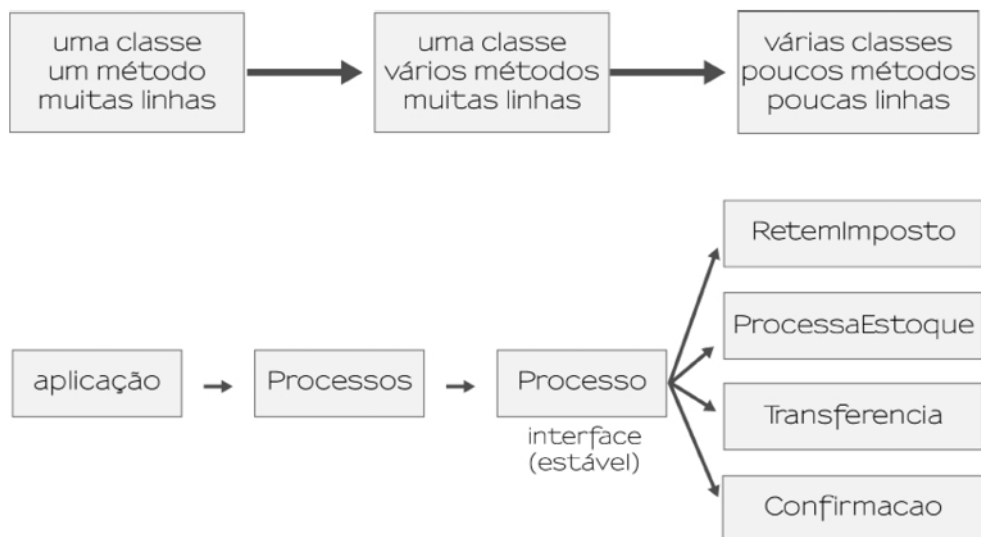 uma classe
um método
muitas linhas
uma classe
vários métodos
muitas linhas
várias classes
poucos métodos
poucas linhas
aplicação
Processos
Processo
interface
(estável)
RetemImposto
ProcessaEstoque
Transferência
Confirmacao